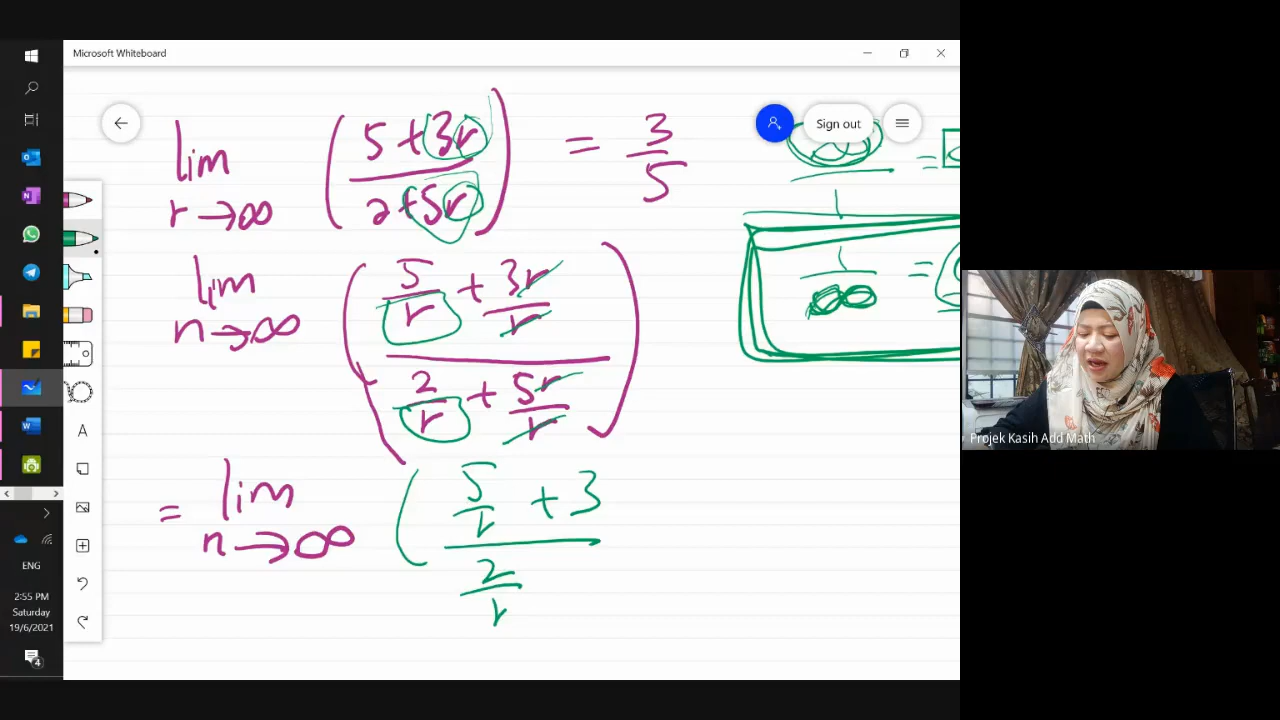 Microsoft Whiteboard
Sign out
lim r→∞ ( (5 + 3r) / (2 + 5r) ) = 3/5
lim n→∞ ( (5/r + 3r/r) / (2/r + 5r/r) )
= lim n→∞ ( (5/r + 3) / (2/r
∞/1 =
1/∞ =
A
ENG
2:55 PM
Saturday
19/6/2021
4
Projek Kasih Add Math